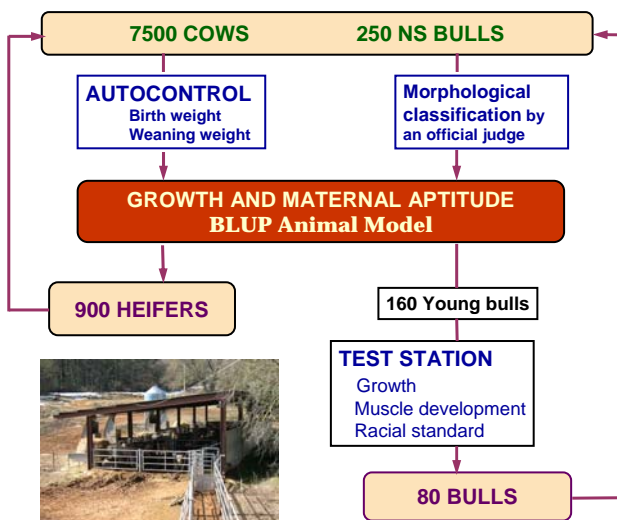 7500 COWS 250 NS BULLS
AUTOCONTROL
Birth weight
Weaning weight
Morphological
classification by
an official judge
GROWTH AND MATERNAL APTITUDE
BLUP Animal Model
900 HEIFERS
160 Young bulls
TEST STATION
Growth
Muscle development
Racial standard
80 BULLS